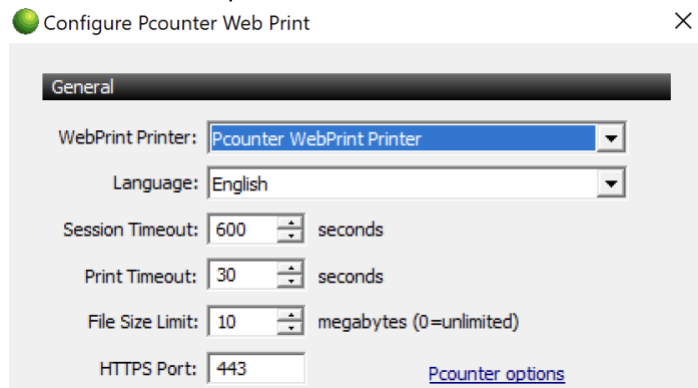 Configure Pcounter Web Print
General
WebPrint Printer: Pcounter WebPrint Printer
Language: English
Session Timeout: 600 seconds
Print Timeout: 30 seconds
File Size Limit: 10 megabytes (0=unlimited)
HTTPS Port: 443 Pcounter options